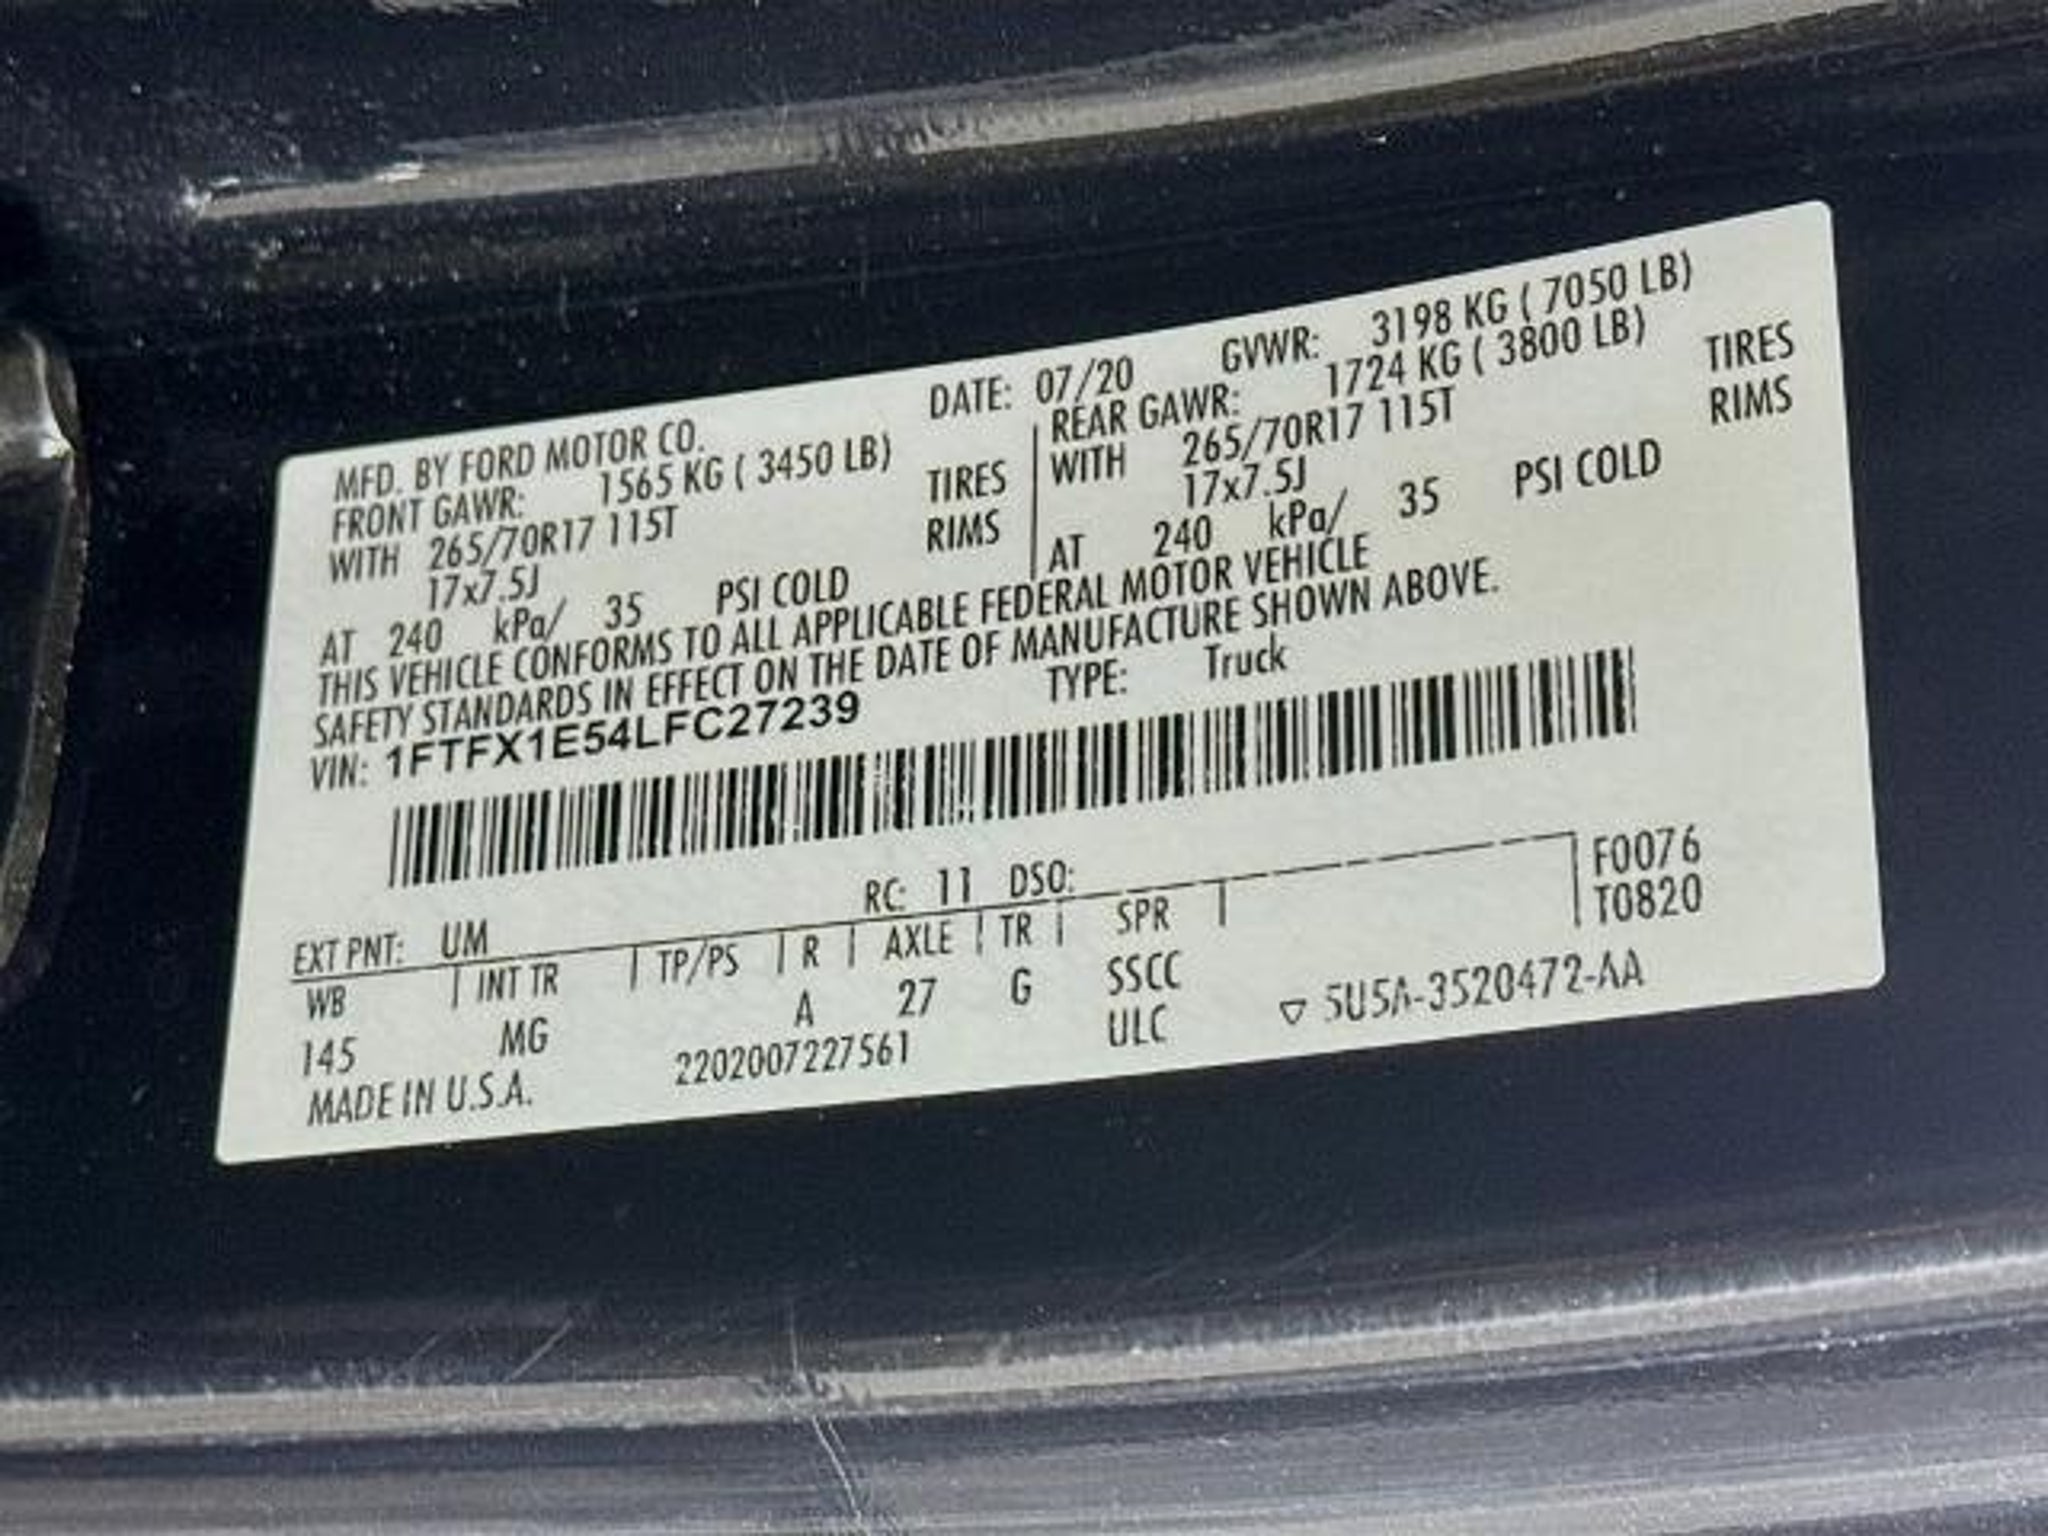 MFD. BY FORD MOTOR CO. DATE: 07/20 GVWR: 3198 KG ( 7050 LB)
FRONT GAWR: 1565 KG ( 3450 LB) REAR GAWR: 1724 KG ( 3800 LB)
WITH 265/70R17 115T TIRES WITH 265/70R17 115T TIRES
17x7.5J RIMS 17x7.5J RIMS
AT 240 kPa/ 35 PSI COLD AT 240 kPa/ 35 PSI COLD
THIS VEHICLE CONFORMS TO ALL APPLICABLE FEDERAL MOTOR VEHICLE
SAFETY STANDARDS IN EFFECT ON THE DATE OF MANUFACTURE SHOWN ABOVE.
VIN: 1FTFX1E54LFC27239 TYPE: Truck
EXT PNT: UM RC: 11 DSO: F0076
WB INT TR TP/PS R AXLE TR SPR T0820
145 MG A 27 G SSCC
MADE IN U.S.A. 2202007227561 ULC ▽ 5U5A-3520472-AA